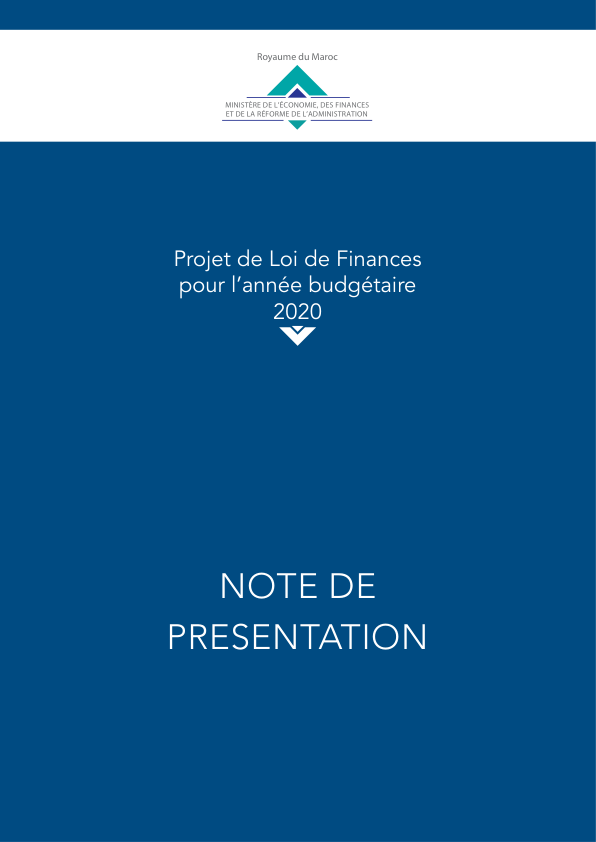 Royaume du Maroc
MINISTÈRE DE L'ÉCONOMIE, DES FINANCES
ET DE LA RÉFORME DE L'ADMINISTRATION
Projet de Loi de Finances
pour l’année budgétaire
2020
NOTE DE
PRESENTATION